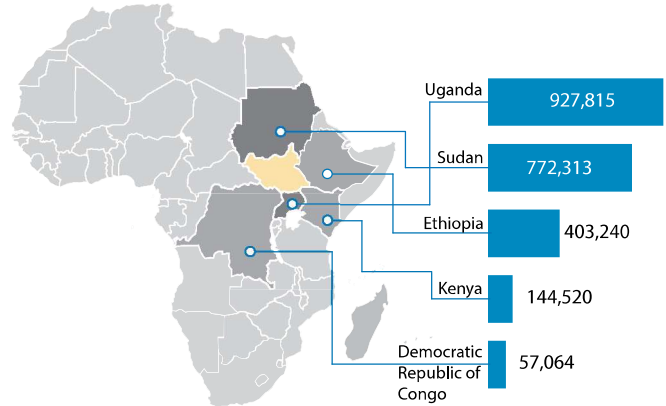 Uganda
927,815
Sudan
772,313
Ethiopia
403,240
Kenya
144,520
Democratic
Republic of
Congo
57,064